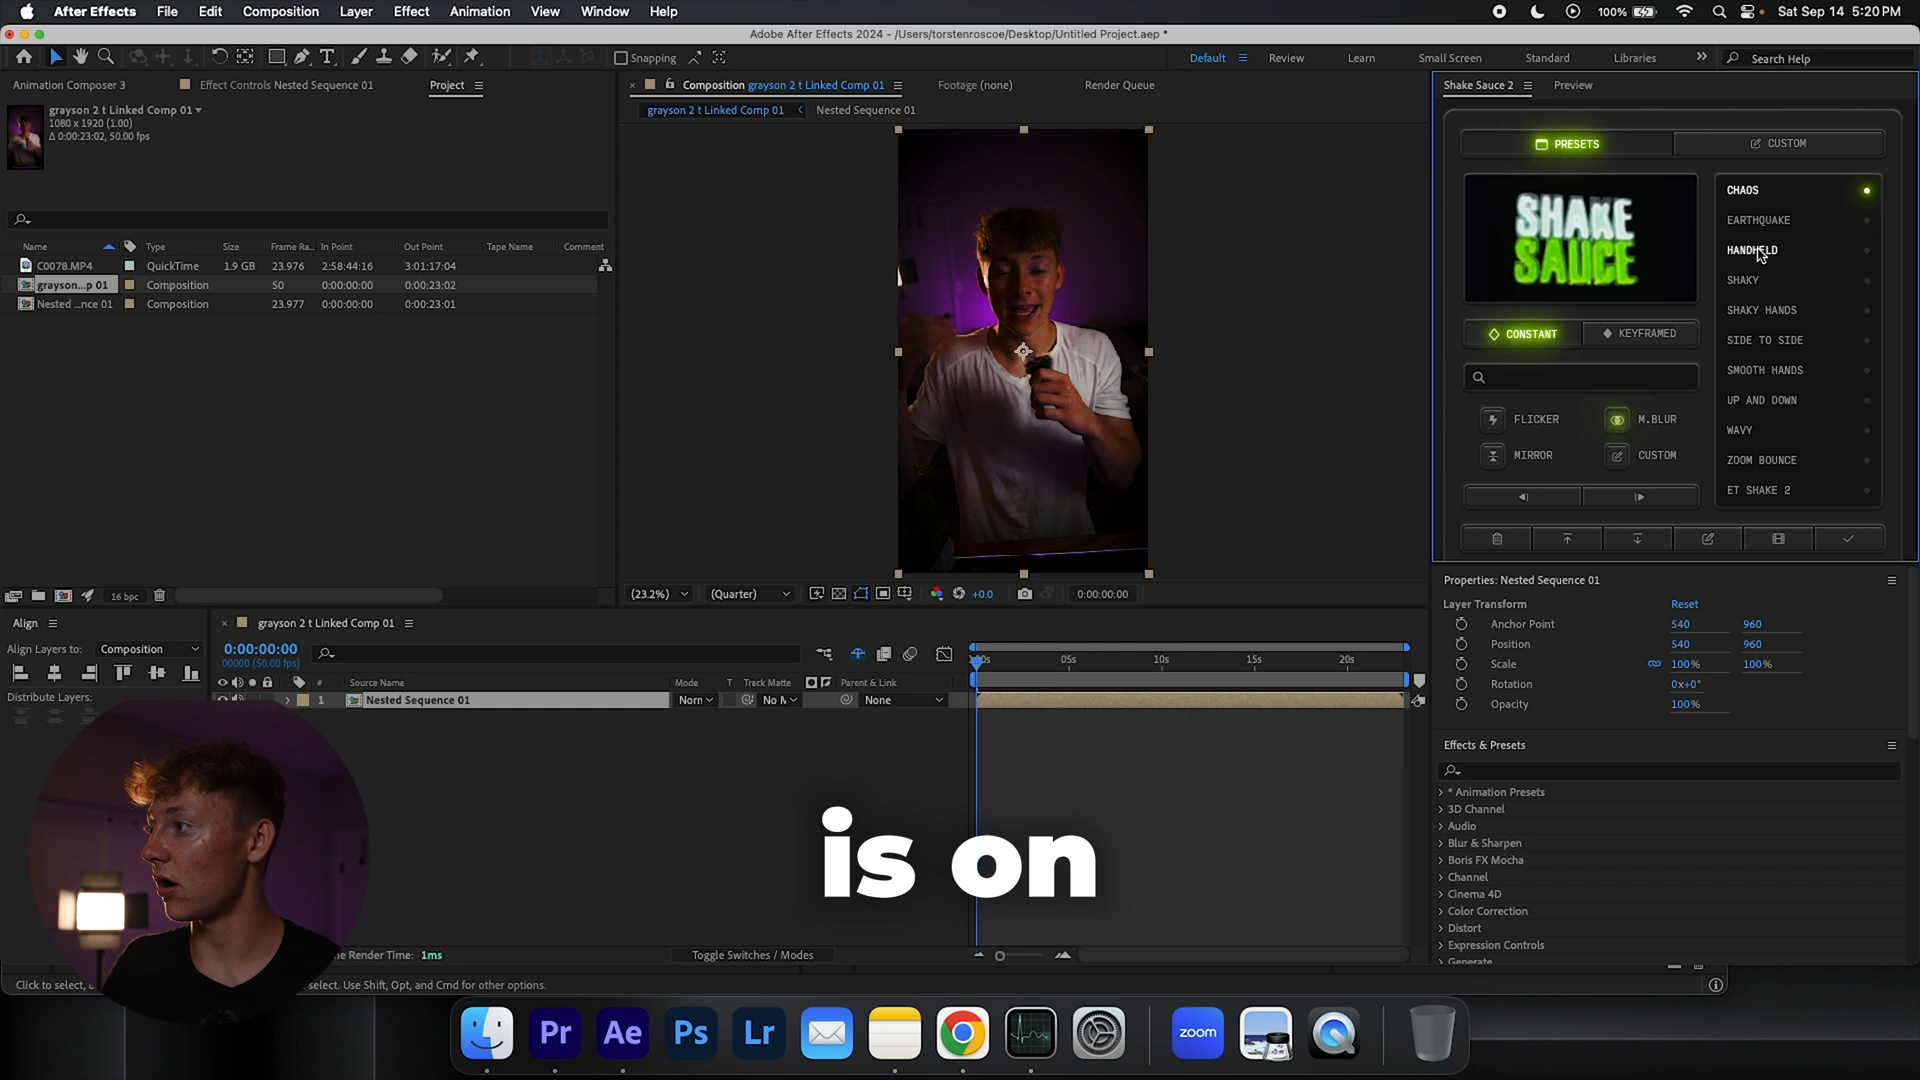 After Effects File Edit Composition Layer Effect Animation View Window Help 100% Sat Sep 14 5:20 PM
Adobe After Effects 2024 - /Users/torstenroscoe/Desktop/Untitled Project.aep *
Snapping Default Review Learn Small Screen Standard Libraries Search Help
Animation Composer 3 Effect Controls Nested Sequence 01 Project
grayson 2 t Linked Comp 01
1080 x 1920 (1.00)
Δ 0:00:23:02, 50.00 fps
Name Type Size Frame Ra... In Point Out Point Tape Name Comment
C0078.MP4 QuickTime 1.9 GB 23.976 2:58:44:16 3:01:17:04
grayson...p 01 Composition 50 0:00:00:00 0:00:23:02
Nested ...nce 01 Composition 23.977 0:00:00:00 0:00:23:01
16 bpc
Composition grayson 2 t Linked Comp 01 Footage (none) Render Queue
grayson 2 t Linked Comp 01 Nested Sequence 01
(23.2%) (Quarter) +0.0 0:00:00:00
Shake Sauce 2 Preview
PRESETS CUSTOM
SHAKE
SAUCE
CONSTANT KEYFRAMED
FLICKER M.BLUR
MIRROR CUSTOM
CHAOS
EARTHQUAKE
HANDHELD
SHAKY
SHAKY HANDS
SIDE TO SIDE
SMOOTH HANDS
UP AND DOWN
WAVY
ZOOM BOUNCE
ET SHAKE 2
Properties: Nested Sequence 01
Layer Transform Reset
Anchor Point 540 960
Position 540 960
Scale 100% 100%
Rotation 0x+0°
Opacity 100%
Effects & Presets
* Animation Presets
3D Channel
Audio
Blur & Sharpen
Boris FX Mocha
Channel
Cinema 4D
Color Correction
Distort
Expression Controls
Generate
Align
Align Layers to: Composition
Distribute Layers:
grayson 2 t Linked Comp 01
0:00:00:00
00000 (50.00 fps)
# Source Name Mode T Track Matte Parent & Link
1 Nested Sequence 01 Norn No M None
:00s 05s 10s 15s 20s
is on
Render Time: 1ms Toggle Switches / Modes
Click to select, select. Use Shift, Opt, and Cmd for other options.
Pr Ae Ps Lr zoom